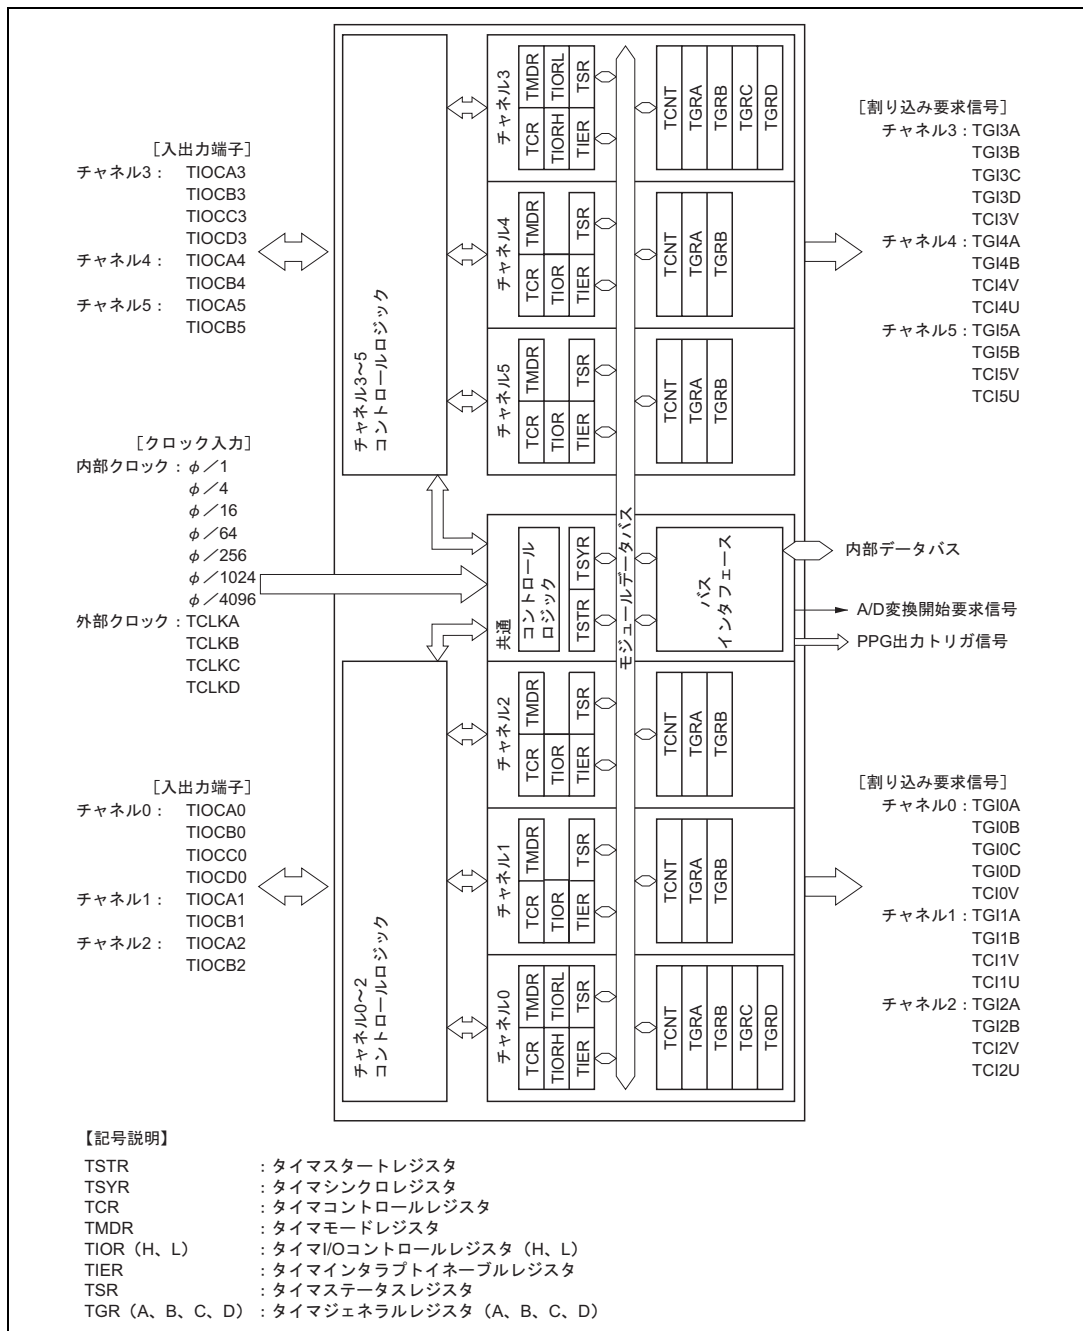 [入出力端子]
チャネル3： TIOCA3
TIOCB3
TIOCC3
TIOCD3
チャネル4： TIOCA4
TIOCB4
チャネル5： TIOCA5
TIOCB5
[クロック入力]
内部クロック：φ／1
φ／4
φ／16
φ／64
φ／256
φ／1024
φ／4096
外部クロック：TCLKA
TCLKB
TCLKC
TCLKD
[入出力端子]
チャネル0： TIOCA0
TIOCB0
TIOCC0
TIOCD0
チャネル1： TIOCA1
TIOCB1
チャネル2： TIOCA2
TIOCB2
チャネル3～5
コントロールロジック
チャネル0～2
コントロールロジック
チャネル3
TCR TMDR
TIORH TIORL
TIER TSR
TCNT
TGRA
TGRB
TGRC
TGRD
チャネル4
TCR TMDR
TIOR
TIER TSR
TCNT
TGRA
TGRB
チャネル5
TCR TMDR
TIOR
TIER TSR
TCNT
TGRA
TGRB
共通
コントロール
ロジック
TSTR TSYR
モジュールデータバス
バス
インタフェース
チャネル2
TCR TMDR
TIOR
TIER TSR
TCNT
TGRA
TGRB
チャネル1
TCR TMDR
TIOR
TIER TSR
TCNT
TGRA
TGRB
チャネル0
TCR TMDR
TIORH TIORL
TIER TSR
TCNT
TGRA
TGRB
TGRC
TGRD
[割り込み要求信号]
チャネル3：TGI3A
TGI3B
TGI3C
TGI3D
TCI3V
チャネル4：TGI4A
TGI4B
TCI4V
TCI4U
チャネル5：TGI5A
TGI5B
TCI5V
TCI5U
内部データバス
A/D変換開始要求信号
PPG出力トリガ信号
[割り込み要求信号]
チャネル0：TGI0A
TGI0B
TGI0C
TGI0D
TCI0V
チャネル1：TGI1A
TGI1B
TCI1V
TCI1U
チャネル2：TGI2A
TGI2B
TCI2V
TCI2U
【記号説明】
TSTR ：タイマスタートレジスタ
TSYR ：タイマシンクロレジスタ
TCR ：タイマコントロールレジスタ
TMDR ：タイマモードレジスタ
TIOR（H、L） ：タイマI/Oコントロールレジスタ（H、L）
TIER ：タイマインタラプトイネーブルレジスタ
TSR ：タイマステータスレジスタ
TGR（A、B、C、D）：タイマジェネラルレジスタ（A、B、C、D）